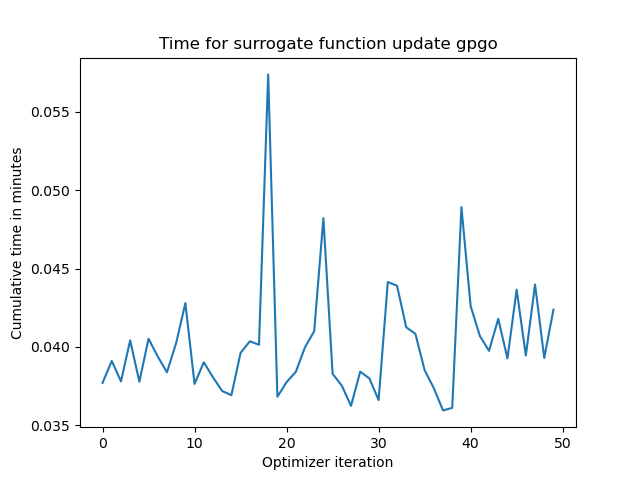 Time for surrogate function update gpgo
Cumulative time in minutes
0.055
0.050
0.045
0.040
0.035
0 10 20 30 40 50
Optimizer iteration